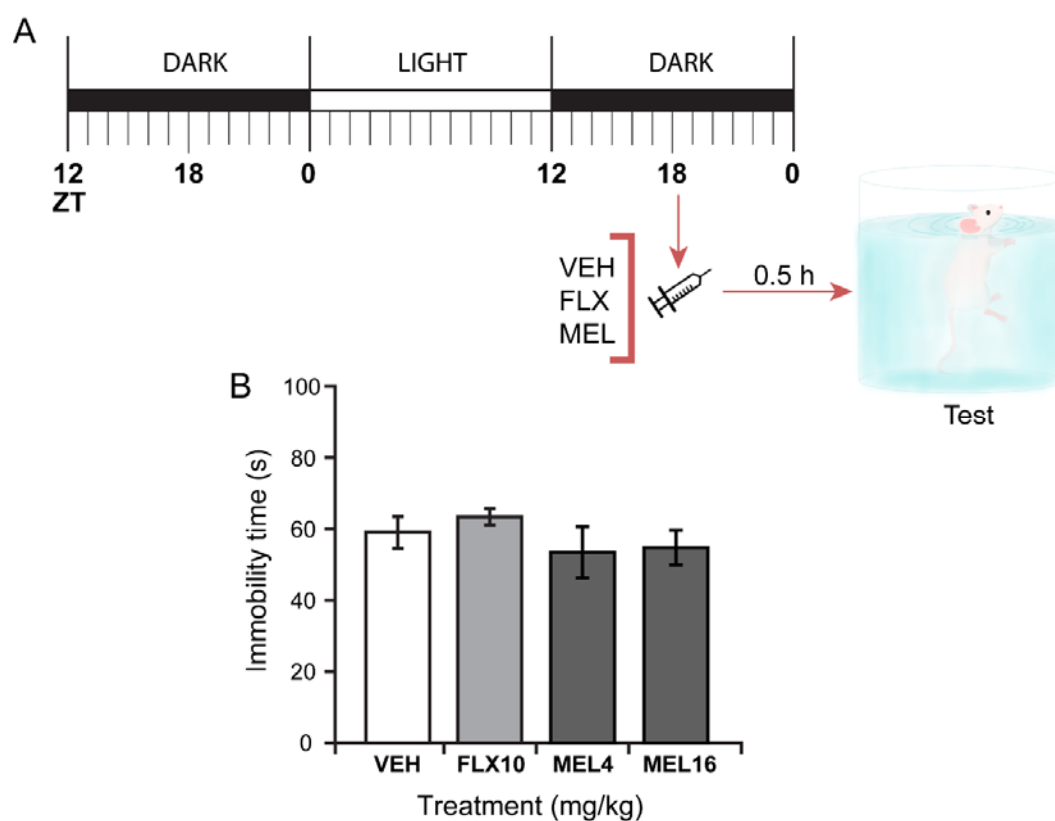 A
DARK LIGHT DARK
12 18 0 12 18 0
ZT
VEH
FLX
MEL
0.5 h
Test
B
Immobility time (s)
100
80
60
40
20
0
VEH FLX10 MEL4 MEL16
Treatment (mg/kg)